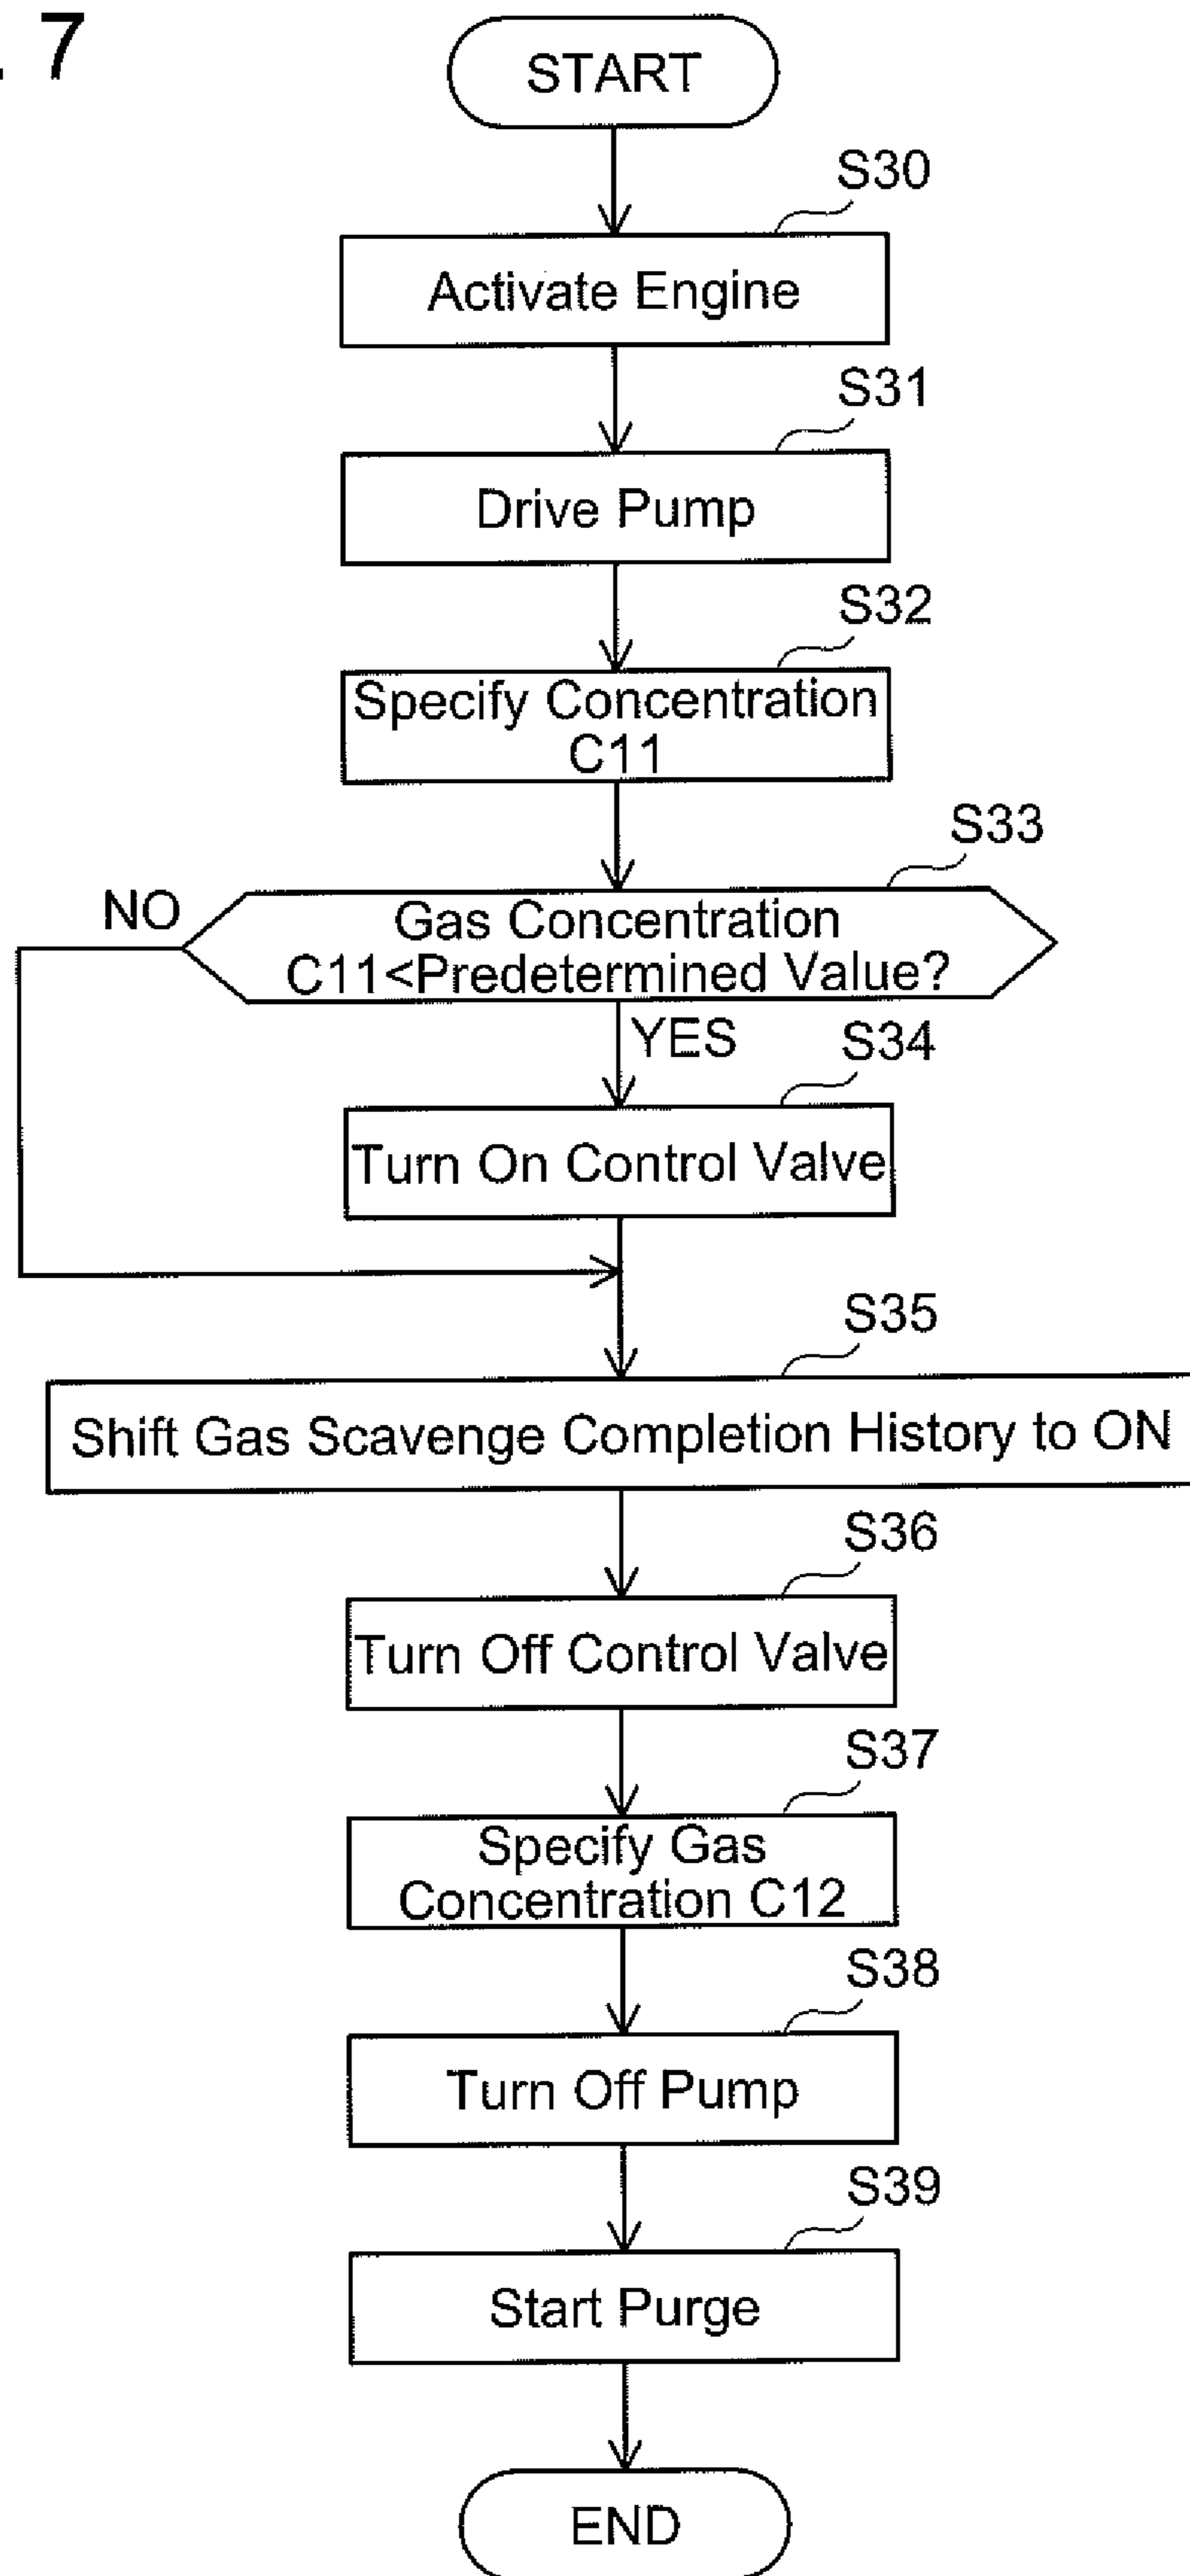 . 7
START
S30
Activate Engine
S31
Drive Pump
S32
Specify Concentration
C11
S33
NO
Gas Concentration
C11<Predetermined Value?
YES
S34
Turn On Control Valve
S35
Shift Gas Scavenge Completion History to ON
S36
Turn Off Control Valve
S37
Specify Gas
Concentration C12
S38
Turn Off Pump
S39
Start Purge
END